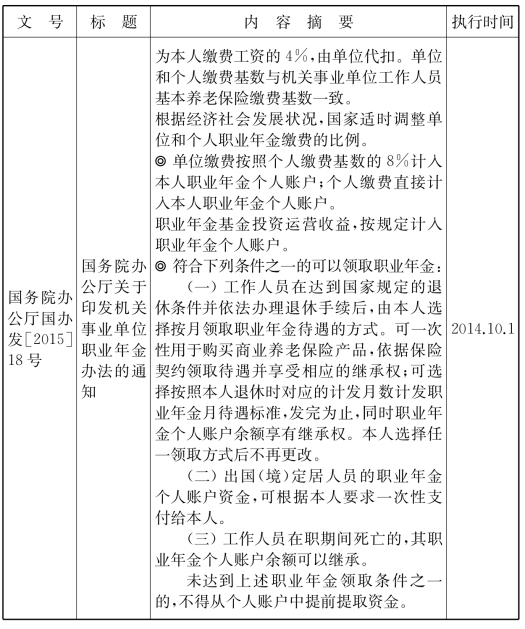 文 号
标 题
内 容 摘 要
执行时间
国务院办
公厅国办
发[2015]
18号
国务院办
公厅关于
印发机关
事业单位
职业年金
办法的通
知
为本人缴费工资的4%,由单位代扣。单位
和个人缴费基数与机关事业单位工作人员
基本养老保险缴费基数一致。
根据经济社会发展状况,国家适时调整单
位和个人职业年金缴费的比例。
◎ 单位缴费按照个人缴费基数的8%计入
本人职业年金个人账户;个人缴费直接计
入本人职业年金个人账户。
职业年金基金投资运营收益,按规定计入
职业年金个人账户。
◎ 符合下列条件之一的可以领取职业年金:
(一)工作人员在达到国家规定的退
休条件并依法办理退休手续后,由本人选
择按月领取职业年金待遇的方式。可一次
性用于购买商业养老保险产品,依据保险
契约领取待遇并享受相应的继承权;可选
择按照本人退休时对应的计发月数计发职
业年金月待遇标准,发完为止,同时职业年
金个人账户余额享有继承权。本人选择任
一领取方式后不再更改。
(二)出国(境)定居人员的职业年金
个人账户资金,可根据本人要求一次性支
付给本人。
(三)工作人员在职期间死亡的,其职
业年金个人账户余额可以继承。
未达到上述职业年金领取条件之一
的,不得从个人账户中提前提取资金。
2014.10.1